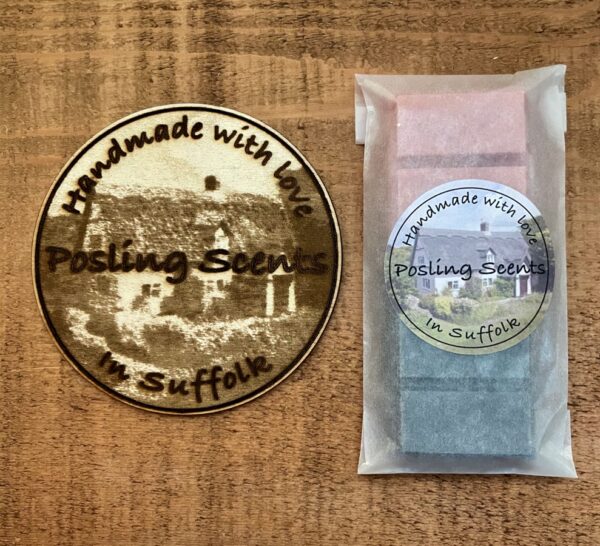 Handmade with love
Posling Scents
In Suffolk
Handmade with love
Posling Scents
In Suffolk